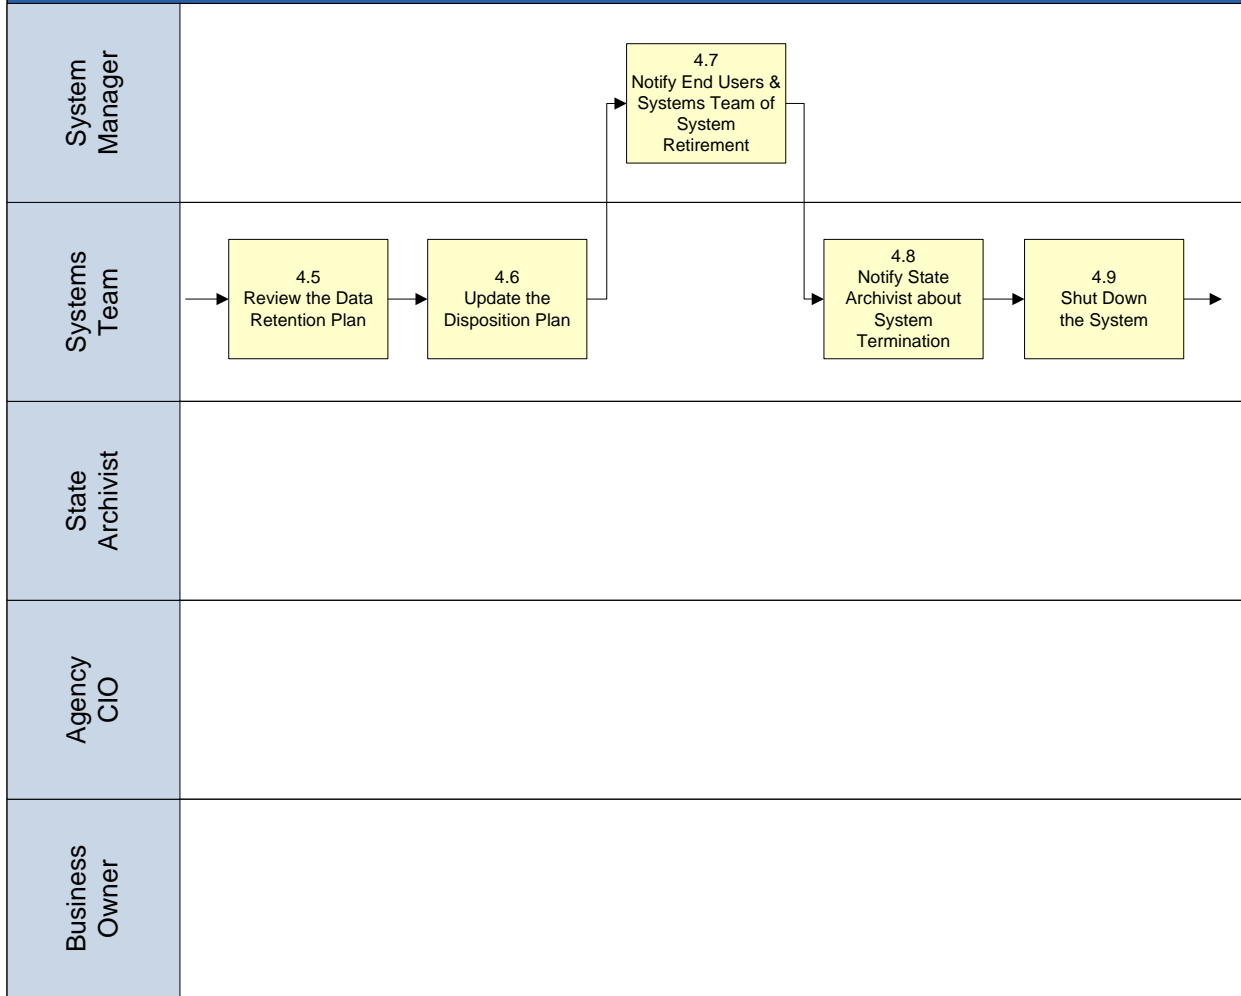 System
Manager
4.7
Notify End Users &
Systems Team of
System
Retirement
Systems
Team
4.5
Review the Data
Retention Plan
4.6
Update the
Disposition Plan
4.8
Notify State
Archivist about
System
Termination
4.9
Shut Down
the System
State
Archivist
Agency
CIO
Business
Owner